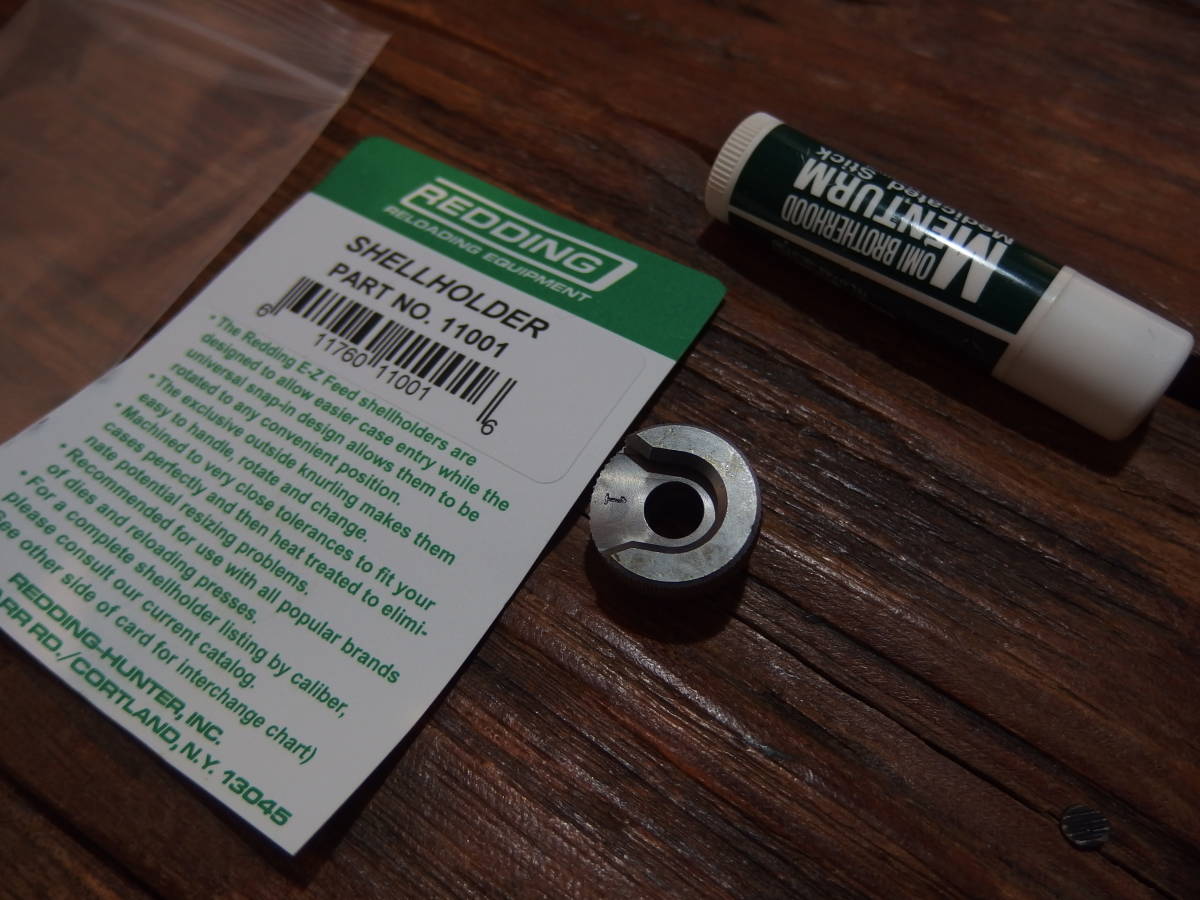 REDDING
RELOADING EQUIPMENT
SHELLHOLDER
PART NO. 11001
6 11760 11001 6
• The Redding E-Z Feed shellholders are
designed to allow easier case entry while the
universal snap-in design allows them to be
rotated to any convenient position.
• The exclusive outside knurling makes them
easy to handle, rotate and change.
• Machined to very close tolerances to fit your
cases perfectly and then heat treated to elimi-
nate potential resizing problems.
• Recommended for use with all popular brands
of dies and reloading presses.
• For a complete shellholder listing by caliber,
please consult our current catalog.
other side of card for interchange chart)
REDDING-HUNTER, INC.
RD./CORTLAND, N.Y. 13045
OMI BROTHERHOOD
MENTURM
Medicated Stick